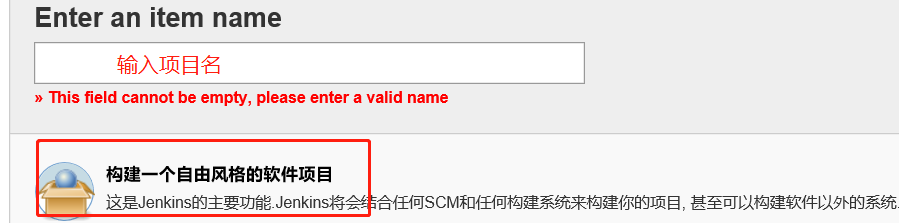 Enter an item name
输入项目名
» This field cannot be empty, please enter a valid name
构建一个自由风格的软件项目
这是Jenkins的主要功能.Jenkins将会结合任何SCM和任何构建系统来构建你的项目, 甚至可以构建软件以外的系统.